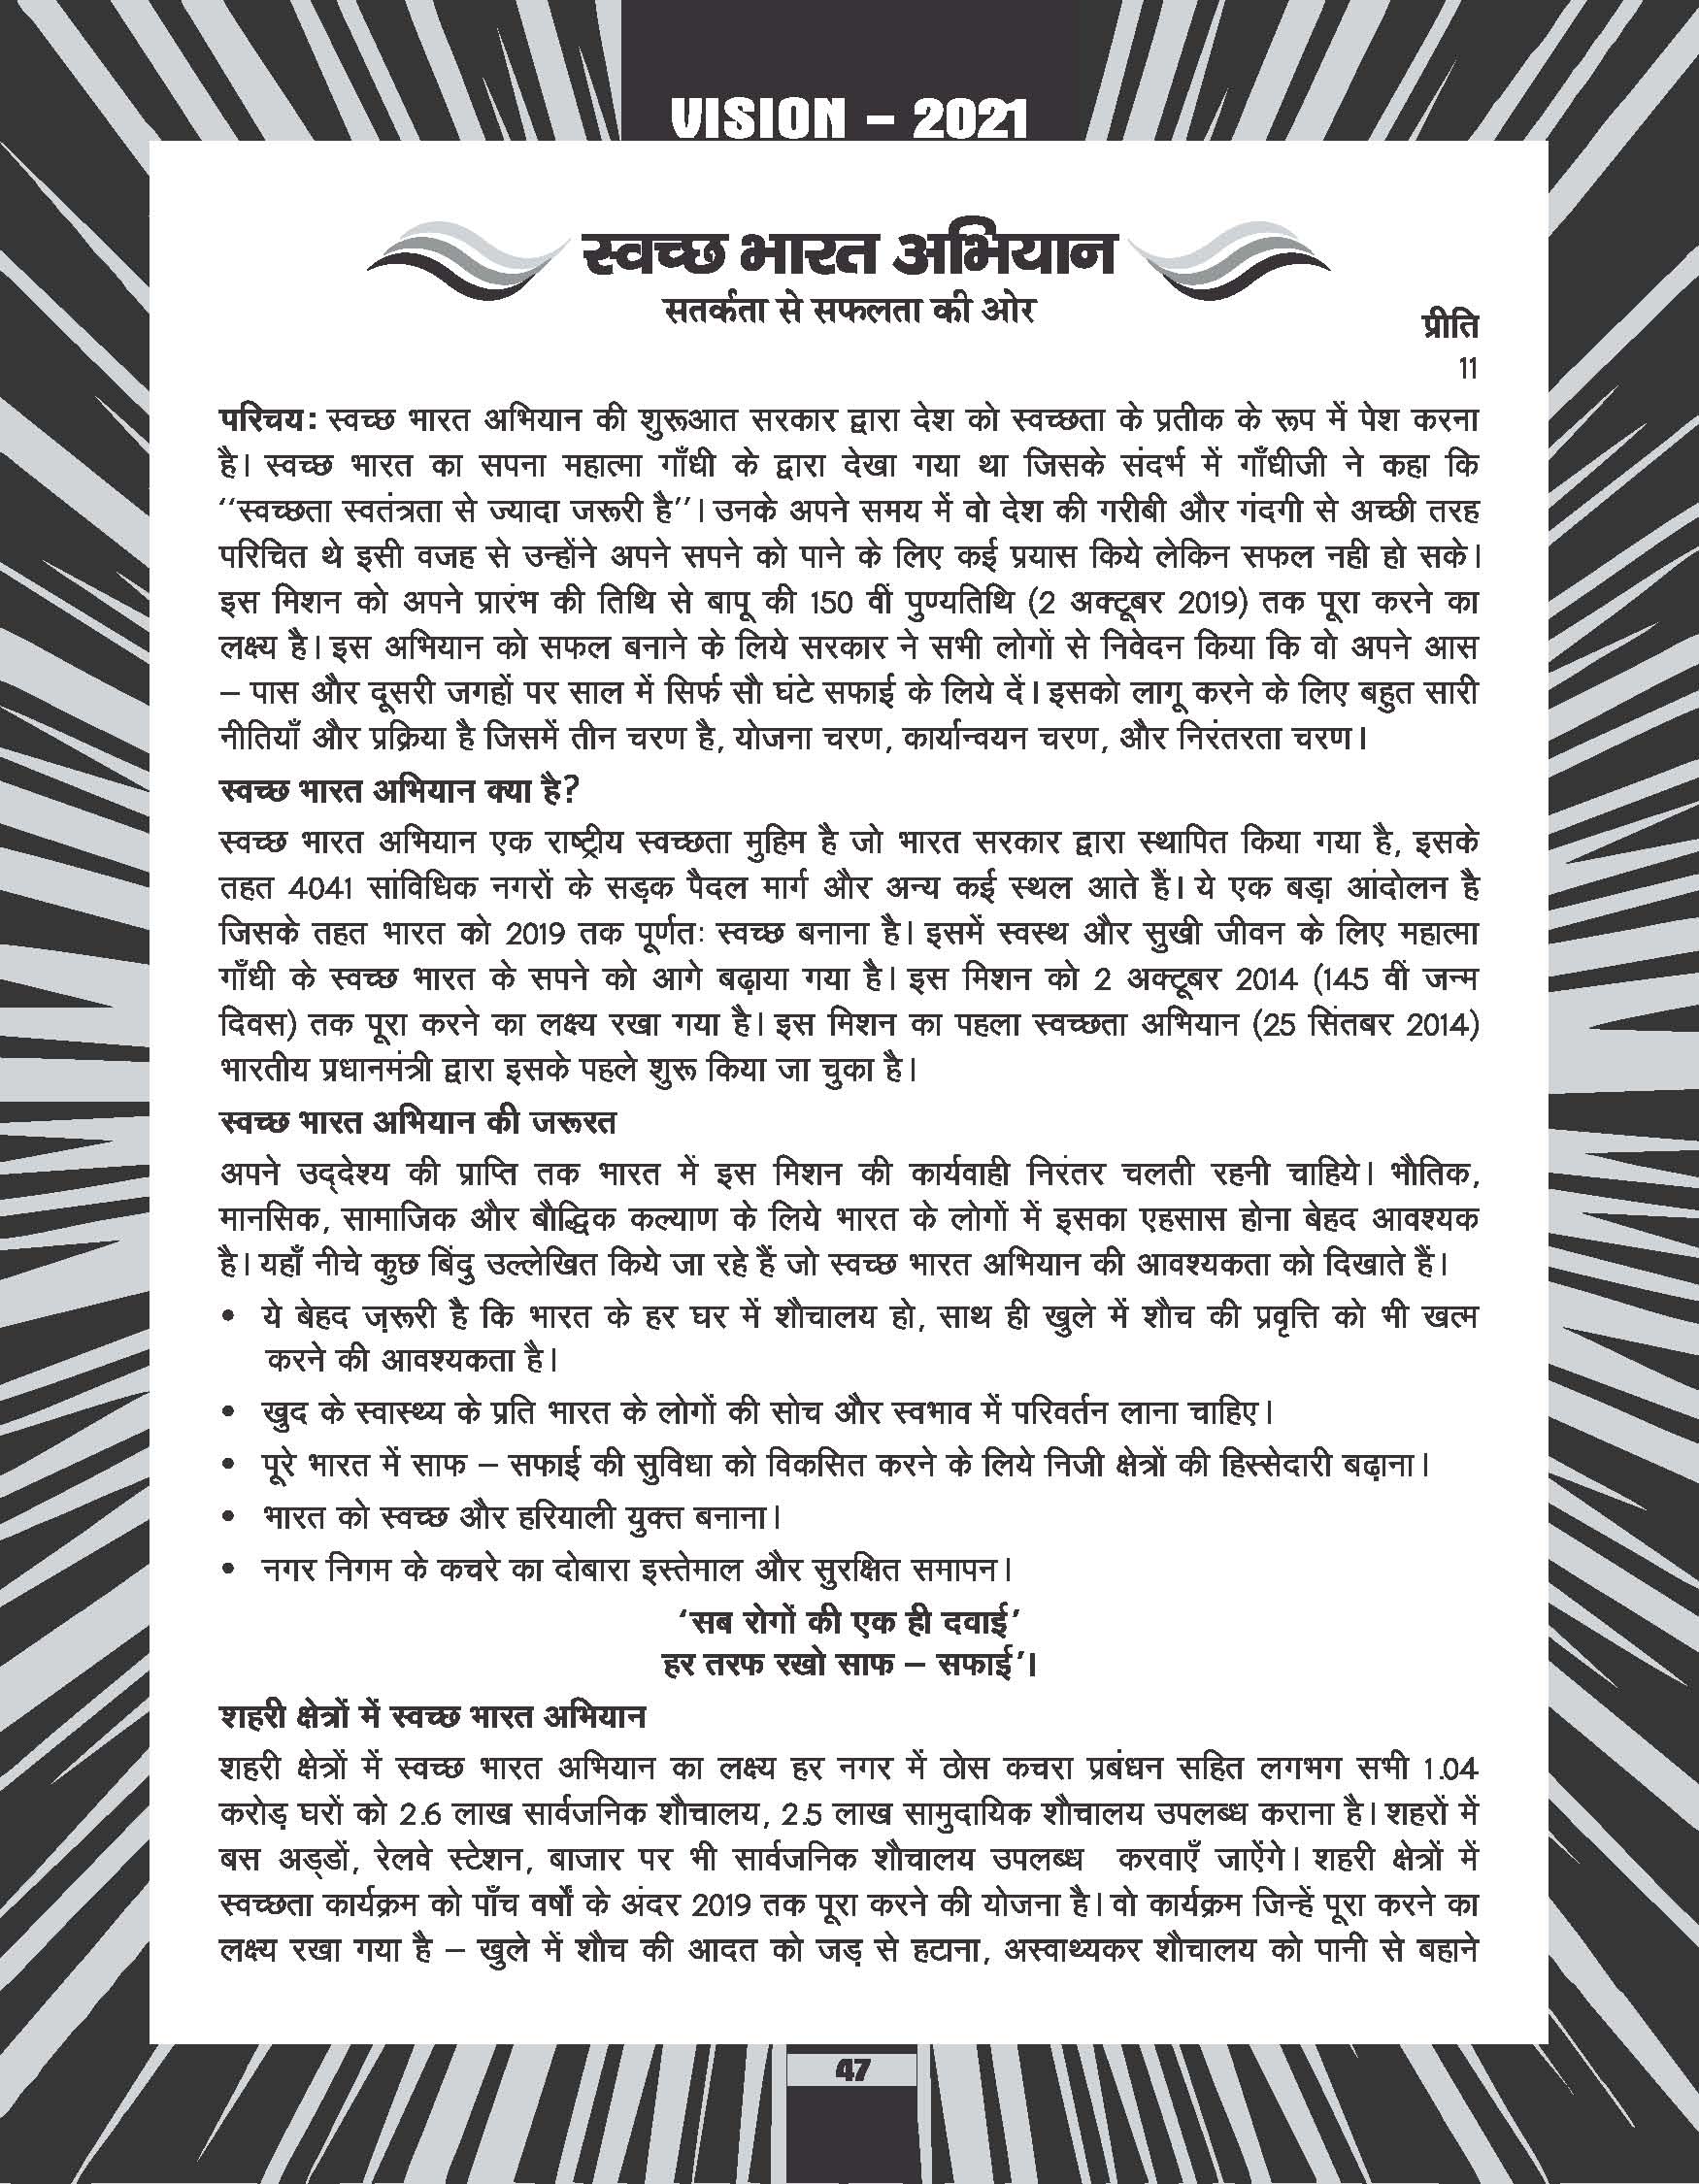 VISION – 2021
स्वच्छ भारत अभियान
सतर्कता से सफलता की ओर
प्रीति
11
परिचय: स्वच्छ भारत अभियान की शुरूआत सरकार द्वारा देश को स्वच्छता के प्रतीक के रूप में पेश करना
है। स्वच्छ भारत का सपना महात्मा गाँधी के द्वारा देखा गया था जिसके संदर्भ में गाँधीजी ने कहा कि
‘‘स्वच्छता स्वतंत्रता से ज्यादा जरूरी है’’। उनके अपने समय में वो देश की गरीबी और गंदगी से अच्छी तरह
परिचित थे इसी वजह से उन्होंने अपने सपने को पाने के लिए कई प्रयास किये लेकिन सफल नही हो सके।
इस मिशन को अपने प्रारंभ की तिथि से बापू की 150 वीं पुण्यतिथि (2 अक्टूबर 2019) तक पूरा करने का
लक्ष्य है। इस अभियान को सफल बनाने के लिये सरकार ने सभी लोगों से निवेदन किया कि वो अपने आस
– पास और दूसरी जगहों पर साल में सिर्फ सौ घंटे सफाई के लिये दें। इसको लागू करने के लिए बहुत सारी
नीतियाँ और प्रक्रिया है जिसमें तीन चरण है, योजना चरण, कार्यान्वयन चरण, और निरंतरता चरण।
स्वच्छ भारत अभियान क्या है?
स्वच्छ भारत अभियान एक राष्ट्रीय स्वच्छता मुहिम है जो भारत सरकार द्वारा स्थापित किया गया है, इसके
तहत 4041 सांविधिक नगरों के सड़क पैदल मार्ग और अन्य कई स्थल आते हैं। ये एक बड़ा आंदोलन है
जिसके तहत भारत को 2019 तक पूर्णतः स्वच्छ बनाना है। इसमें स्वस्थ और सुखी जीवन के लिए महात्मा
गाँधी के स्वच्छ भारत के सपने को आगे बढ़ाया गया है। इस मिशन को 2 अक्टूबर 2014 (145 वीं जन्म
दिवस) तक पूरा करने का लक्ष्य रखा गया है। इस मिशन का पहला स्वच्छता अभियान (25 सिंतबर 2014)
भारतीय प्रधानमंत्री द्वारा इसके पहले शुरू किया जा चुका है।
स्वच्छ भारत अभियान की जरूरत
अपने उद्‌देश्य की प्राप्ति तक भारत में इस मिशन की कार्यवाही निरंतर चलती रहनी चाहिये। भौतिक,
मानसिक, सामाजिक और बौद्धिक कल्याण के लिये भारत के लोगों में इसका एहसास होना बेहद आवश्यक
है। यहाँ नीचे कुछ बिंदु उल्लेखित किये जा रहे हैं जो स्वच्छ भारत अभियान की आवश्यकता को दिखाते हैं।
• ये बेहद ज़रूरी है कि भारत के हर घर में शौचालय हो, साथ ही खुले में शौच की प्रवृत्ति को भी खत्म
करने की आवश्यकता है।
• खुद के स्वास्थ्य के प्रति भारत के लोगों की सोच और स्वभाव में परिवर्तन लाना चाहिए।
• पूरे भारत में साफ – सफाई की सुविधा को विकसित करने के लिये निजी क्षेत्रों की हिस्सेदारी बढ़ाना।
• भारत को स्वच्छ और हरियाली युक्त बनाना।
• नगर निगम के कचरे का दोबारा इस्तेमाल और सुरक्षित समापन।
‘सब रोगों की एक ही दवाई’
हर तरफ रखो साफ – सफाई’।
शहरी क्षेत्रों में स्वच्छ भारत अभियान
शहरी क्षेत्रों में स्वच्छ भारत अभियान का लक्ष्य हर नगर में ठोस कचरा प्रबंधन सहित लगभग सभी 1.04
करोड़ घरों को 2.6 लाख सार्वजनिक शौचालय, 2.5 लाख सामुदायिक शौचालय उपलब्ध कराना है। शहरों में
बस अड्‌डों, रेलवे स्टेशन, बाजार पर भी सार्वजनिक शौचालय उपलब्ध करवाएँ जाऐंगे। शहरी क्षेत्रों में
स्वच्छता कार्यक्रम को पाँच वर्षों के अंदर 2019 तक पूरा करने की योजना है। वो कार्यक्रम जिन्हें पूरा करने का
लक्ष्य रखा गया है – खुले में शौच की आदत को जड़ से हटाना, अस्वाथ्यकर शौचालय को पानी से बहाने
47